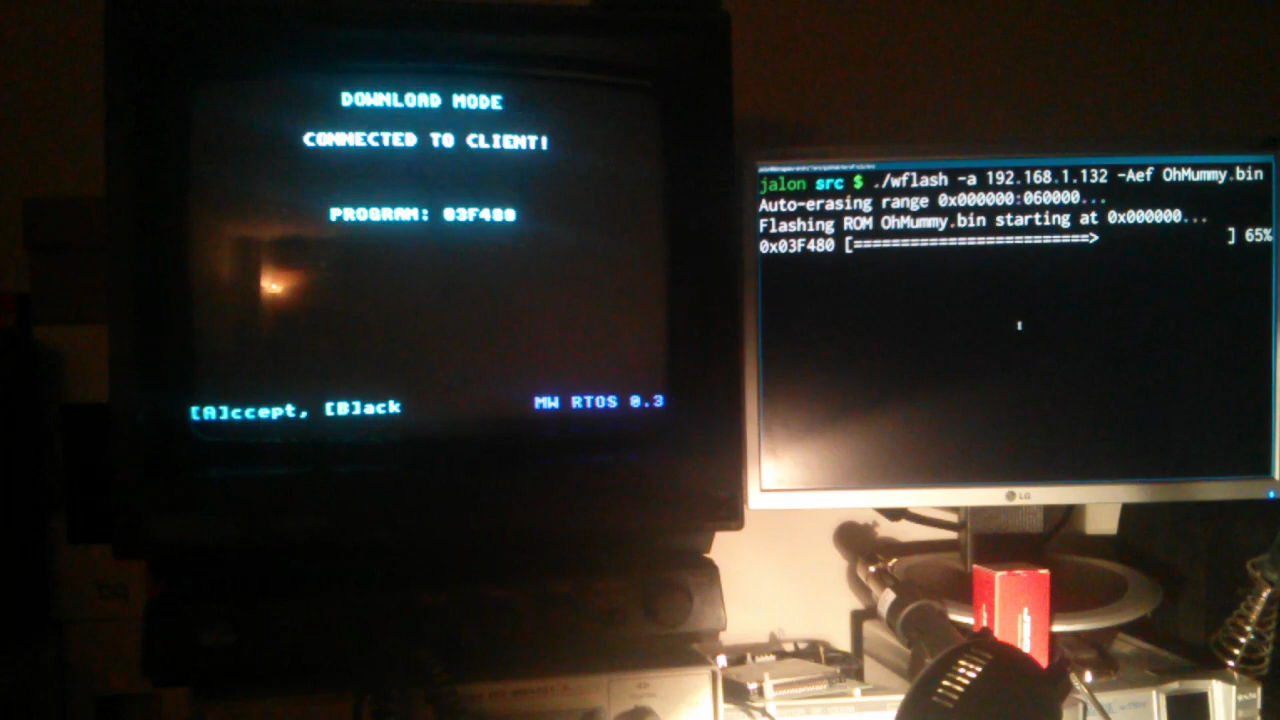 DOWNLOAD MODE
CONNECTED TO CLIENT!
PROGRAM: 03F480
[A]ccept, [B]ack
MW RTOS 0.3
jalon src $ ./wflash -a 192.168.1.132 -Aef OhMummy.bin
Auto-erasing range 0x000000:060000...
Flashing ROM OhMummy.bin starting at 0x000000...
0x03F480 [=========================> ] 65%
LG